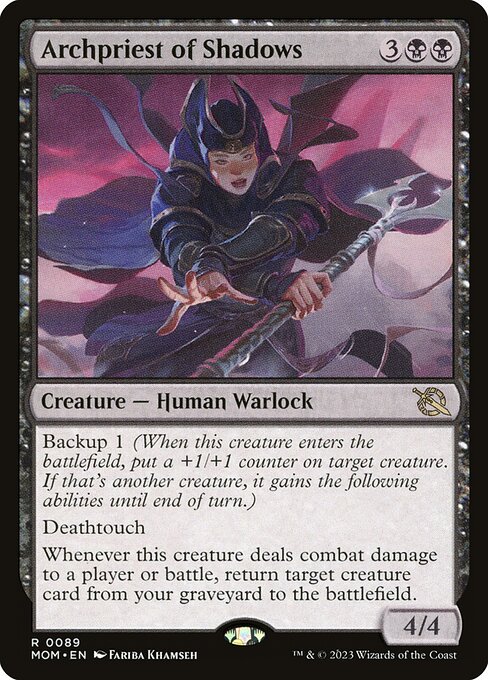 Archpriest of Shadows 3
Creature — Human Warlock
Backup 1 (When this creature enters the
battlefield, put a +1/+1 counter on target creature.
If that's another creature, it gains the following
abilities until end of turn.)
Deathtouch
Whenever this creature deals combat damage
to a player or battle, return target creature
card from your graveyard to the battlefield.
4/4
R 0089
MOM • EN Fariba Khamseh
™ & © 2023 Wizards of the Coast